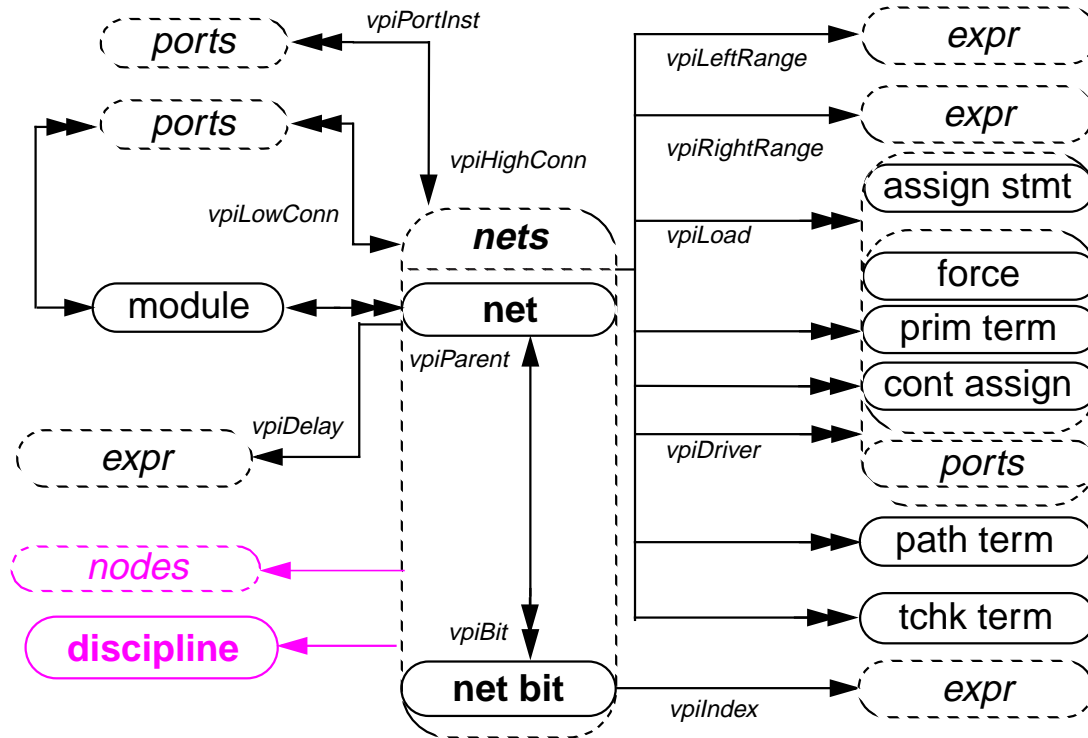 vpiPortInst
ports
vpiLeftRange
expr
ports
expr
vpiHighConn
vpiRightRange
assign stmt
vpiLowConn
nets
vpiLoad
force
module
net
prim term
vpiParent
cont assign
vpiDelay
vpiDriver
expr
ports
path term
nodes
tchk term
vpiBit
discipline
net bit
expr
vpiIndex